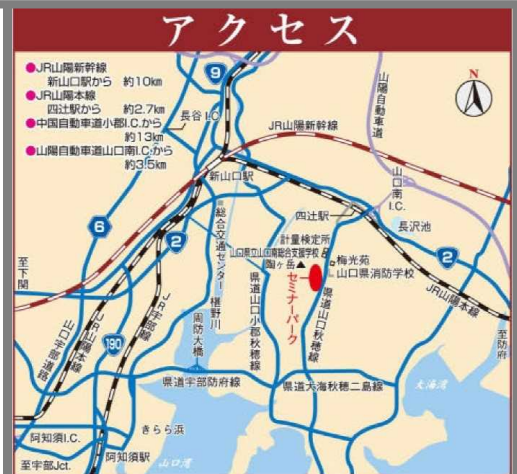 アクセス
●JR山陽新幹線
新山口駅から 約10km
●JR山陽本線
四辻駅から 約2.7km
●中国自動車道小郡I.C.から
約13km
●山陽自動車道山口南I.C.から
約3.5km
9
長谷I.C
JR山陽新幹線
山陽自動車道
N
新山口駅
四辻駅
山口南I.C.
長沢池
6
2
2
至下関
総合交通センター
椹野川
計量検定所
山口県立山口南総合支援学校
陶ヶ岳▲
梅光苑
山口県消防学校
セミナーパーク
県道山口小郡秋穂線
県道山口秋穂線
JR山陽本線
至防府
山口宇部道路
JR山陽本線
JR宇部線
190
周防大橋
県道宇部防府線
県道大海秋穂二島線
大海湾
きらら浜
阿知須I.C.
阿知須駅
至宇部Jct.
山口湾